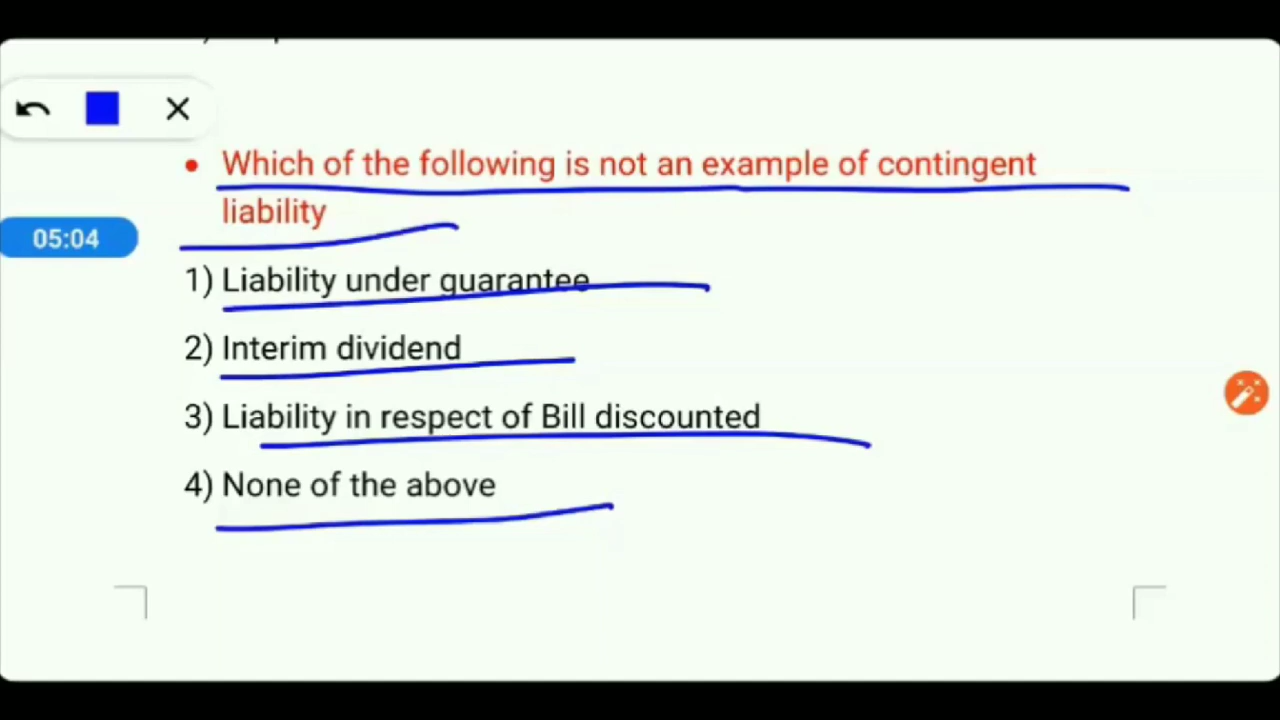 • Which of the following is not an example of contingent
liability
05:04
1) Liability under guarantee
2) Interim dividend
3) Liability in respect of Bill discounted
4) None of the above